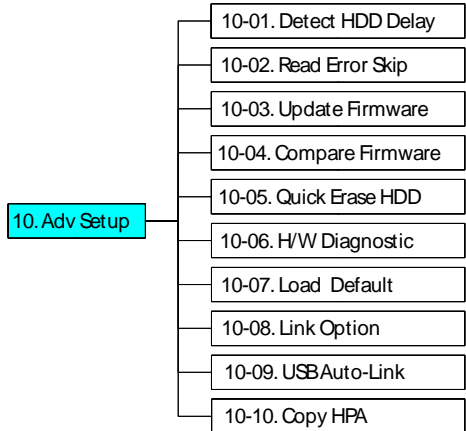 10-01. Detect HDD Delay
10-02. Read Error Skip
10-03. Update Firmware
10-04. Compare Firmware
10-05. Quick Erase HDD
10. Adv Setup
10-06. H/W Diagnostic
10-07. Load Default
10-08. Link Option
10-09. USB Auto-Link
10-10. Copy HPA